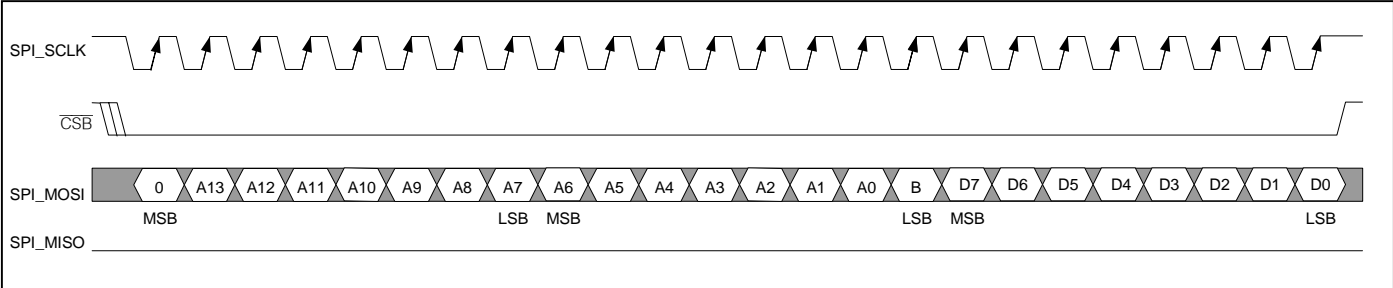 SPI_SCLK
CSB
SPI_MOSI 0 A13 A12 A11 A10 A9 A8 A7 A6 A5 A4 A3 A2 A1 A0 B D7 D6 D5 D4 D3 D2 D1 D0
MSB LSB MSB LSB MSB LSB
SPI_MISO